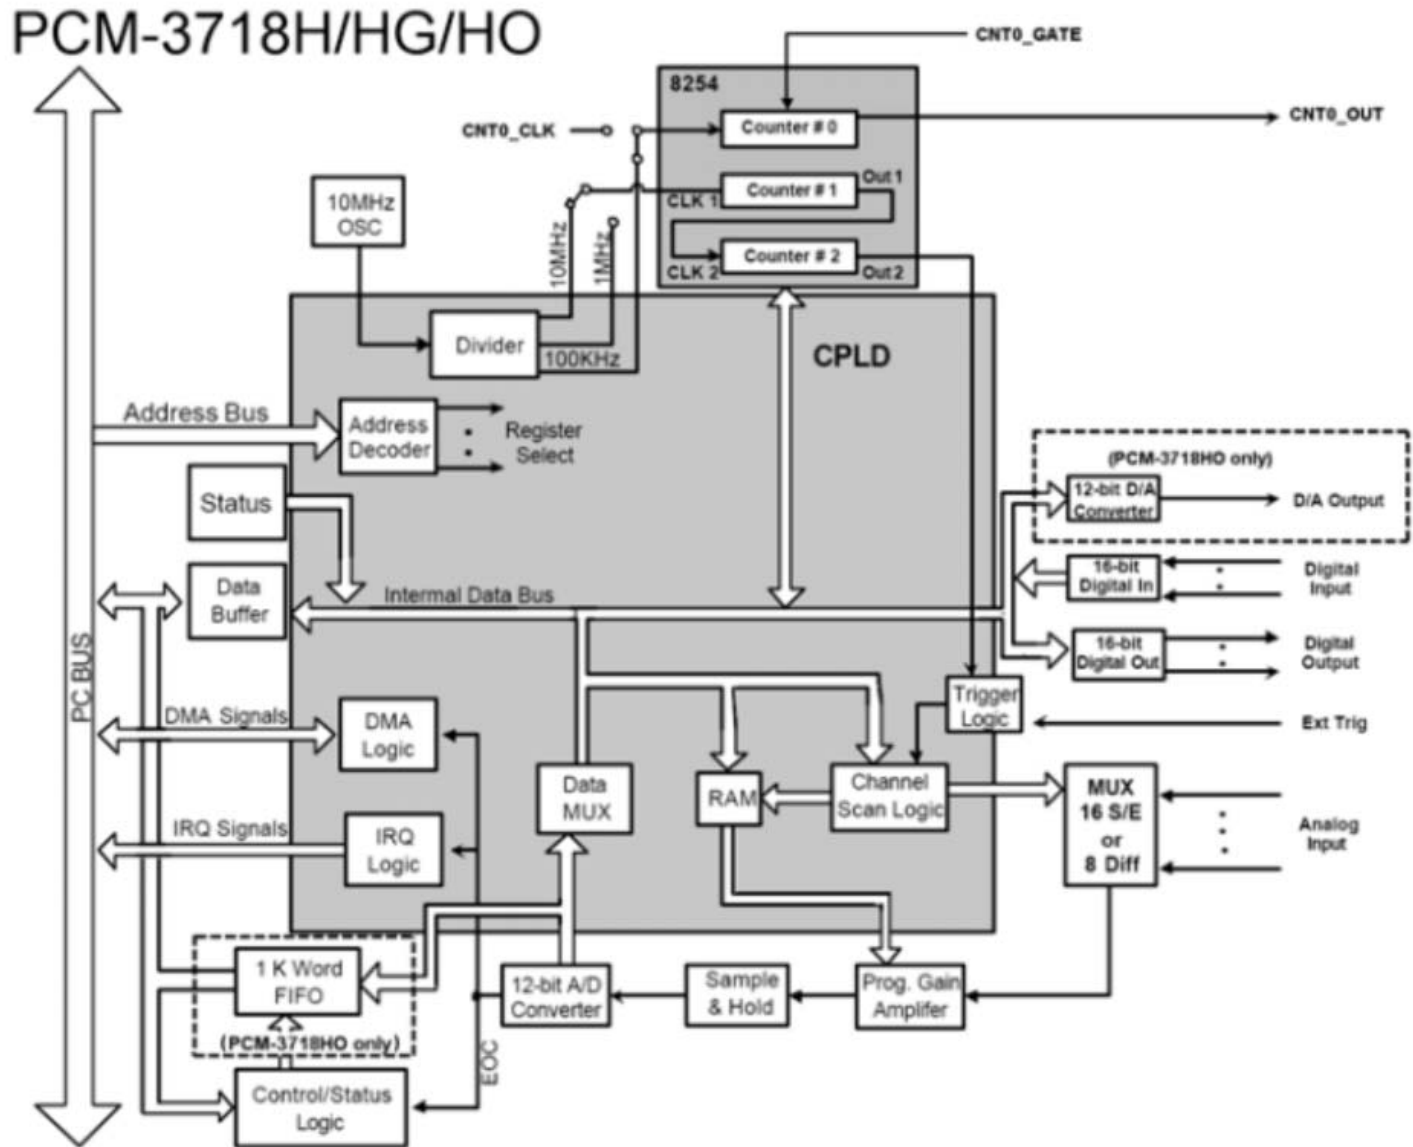 PCM-3718H/HG/HO
CNT0_GATE
8254
CNT0_CLK
Counter # 0
CNT0_OUT
10MHz
OSC
CLK 1
Counter # 1
Out 1
10MHz
1MHz
CLK 2
Counter # 2
Out 2
Divider
100KHz
CPLD
Address Bus
Address
Decoder
Register
Select
(PCM-3718HO only)
12-bit D/A
Converter
D/A Output
Status
Data
Buffer
Intermal Data Bus
16-bit
Digital In
Digital
Input
16-bit
Digital Out
Digital
Output
PC BUS
DMA Signals
DMA
Logic
Trigger
Logic
Ext Trig
Data
MUX
RAM
Channel
Scan Logic
MUX
16 S/E
or
8 Diff
Analog
Input
IRQ Signals
IRQ
Logic
1 K Word
FIFO
(PCM-3718HO only)
12-bit A/D
Converter
Sample
& Hold
Prog. Gain
Amplifer
EOC
Control/Status
Logic